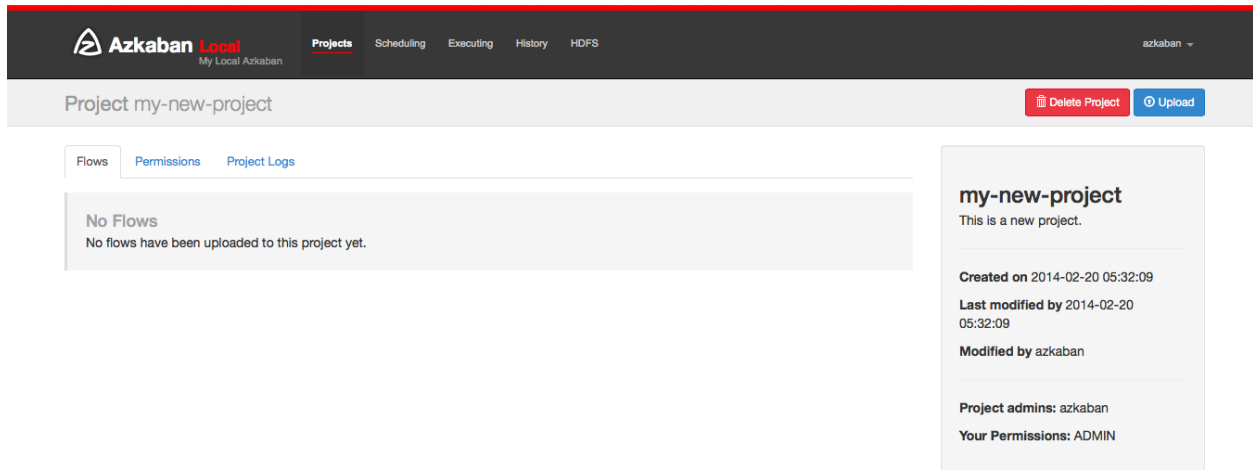 Azkaban Local
My Local Azkaban
Projects Scheduling Executing History HDFS
azkaban
Project my-new-project
Delete Project
Upload
Flows Permissions Project Logs
No Flows
No flows have been uploaded to this project yet.
my-new-project
This is a new project.
Created on 2014-02-20 05:32:09
Last modified by 2014-02-20
05:32:09
Modified by azkaban
Project admins: azkaban
Your Permissions: ADMIN